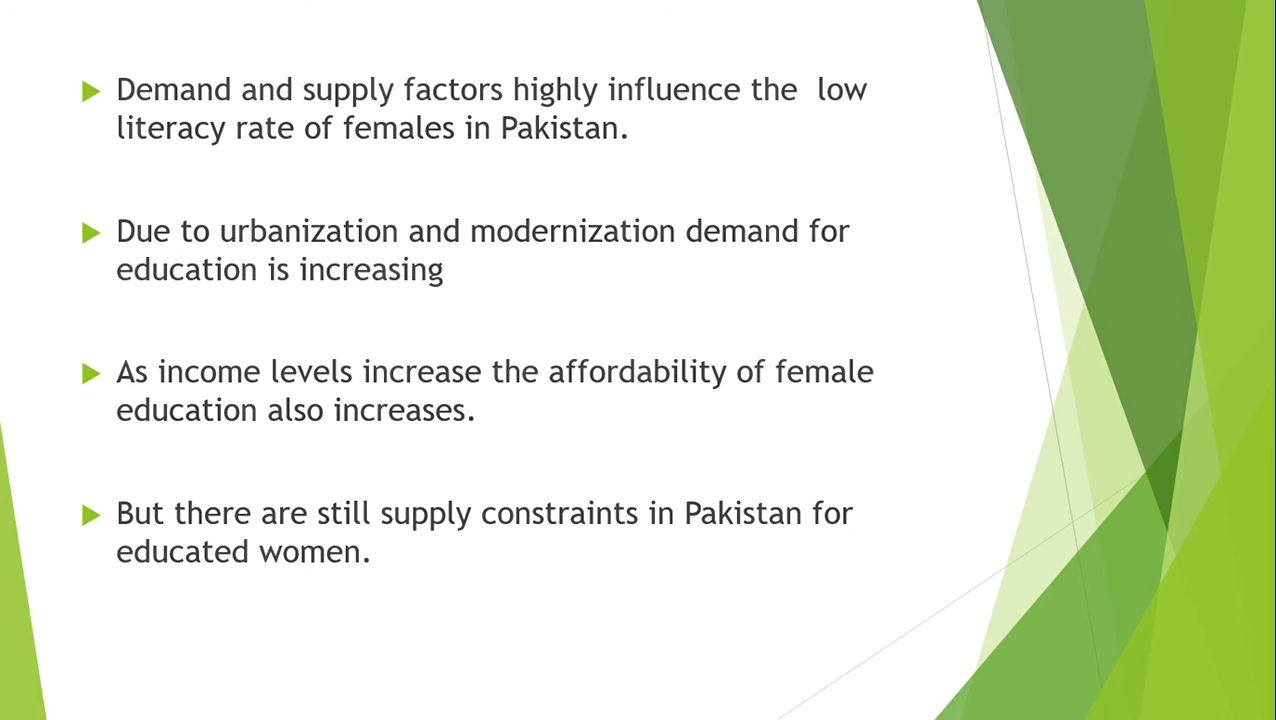 Demand and supply factors highly influence the  low
literacy rate of females in Pakistan.
Due to urbanization and modernization demand for
education is increasing
As income levels increase the affordability of female
education also increases.
But there are still supply constraints in Pakistan for
educated women.